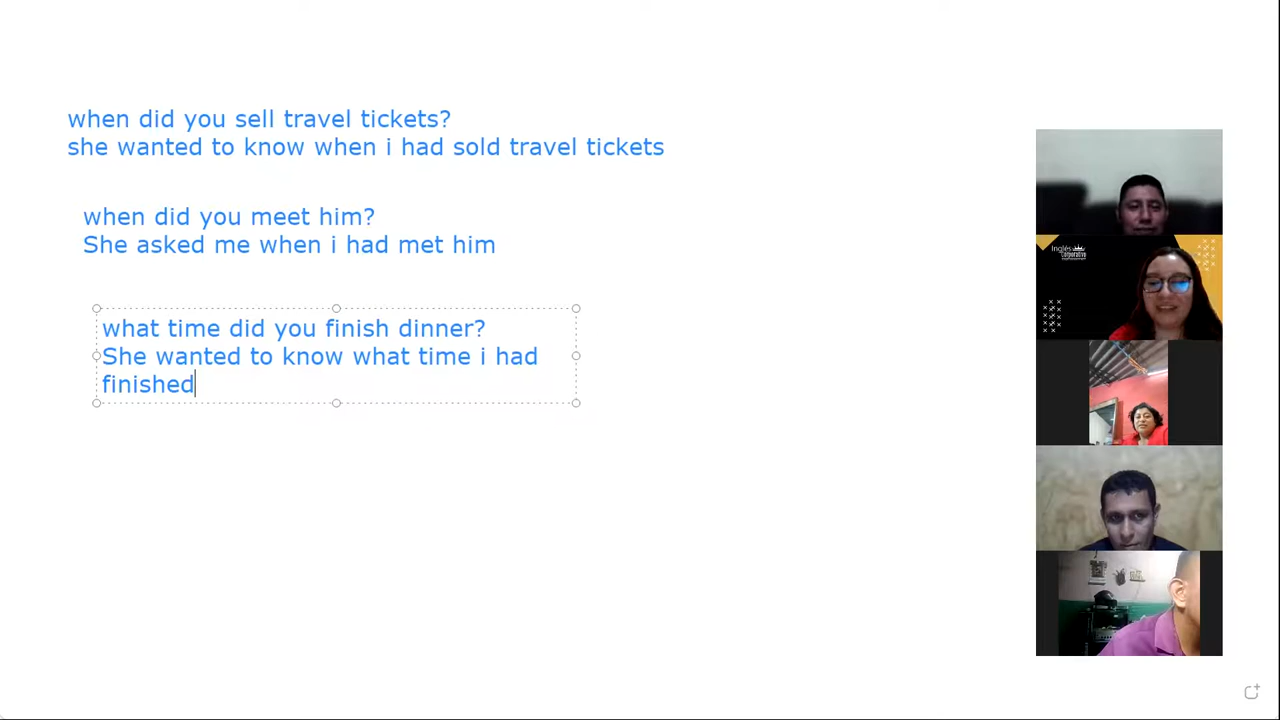 when did you sell travel tickets?
she wanted to know when i had sold travel tickets
when did you meet him?
She asked me when i had met him
what time did you finish dinner?
She wanted to know what time i had
finished
Inglés
Corporativo